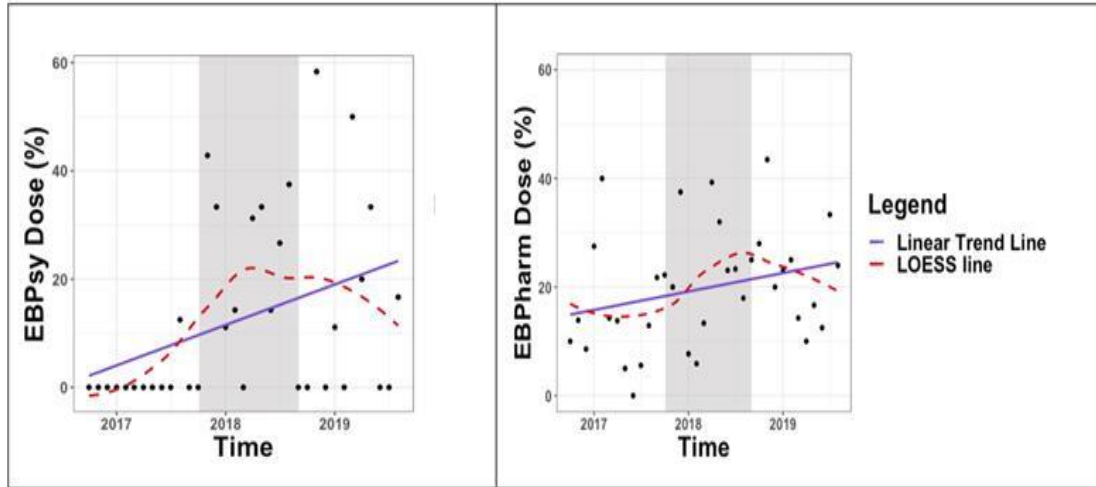 EBPsy Dose (%)
60
40
20
0
2017 2018 2019
Time
EBPharm Dose (%)
60
40
20
0
2017 2018 2019
Time
Legend
Linear Trend Line
LOESS line